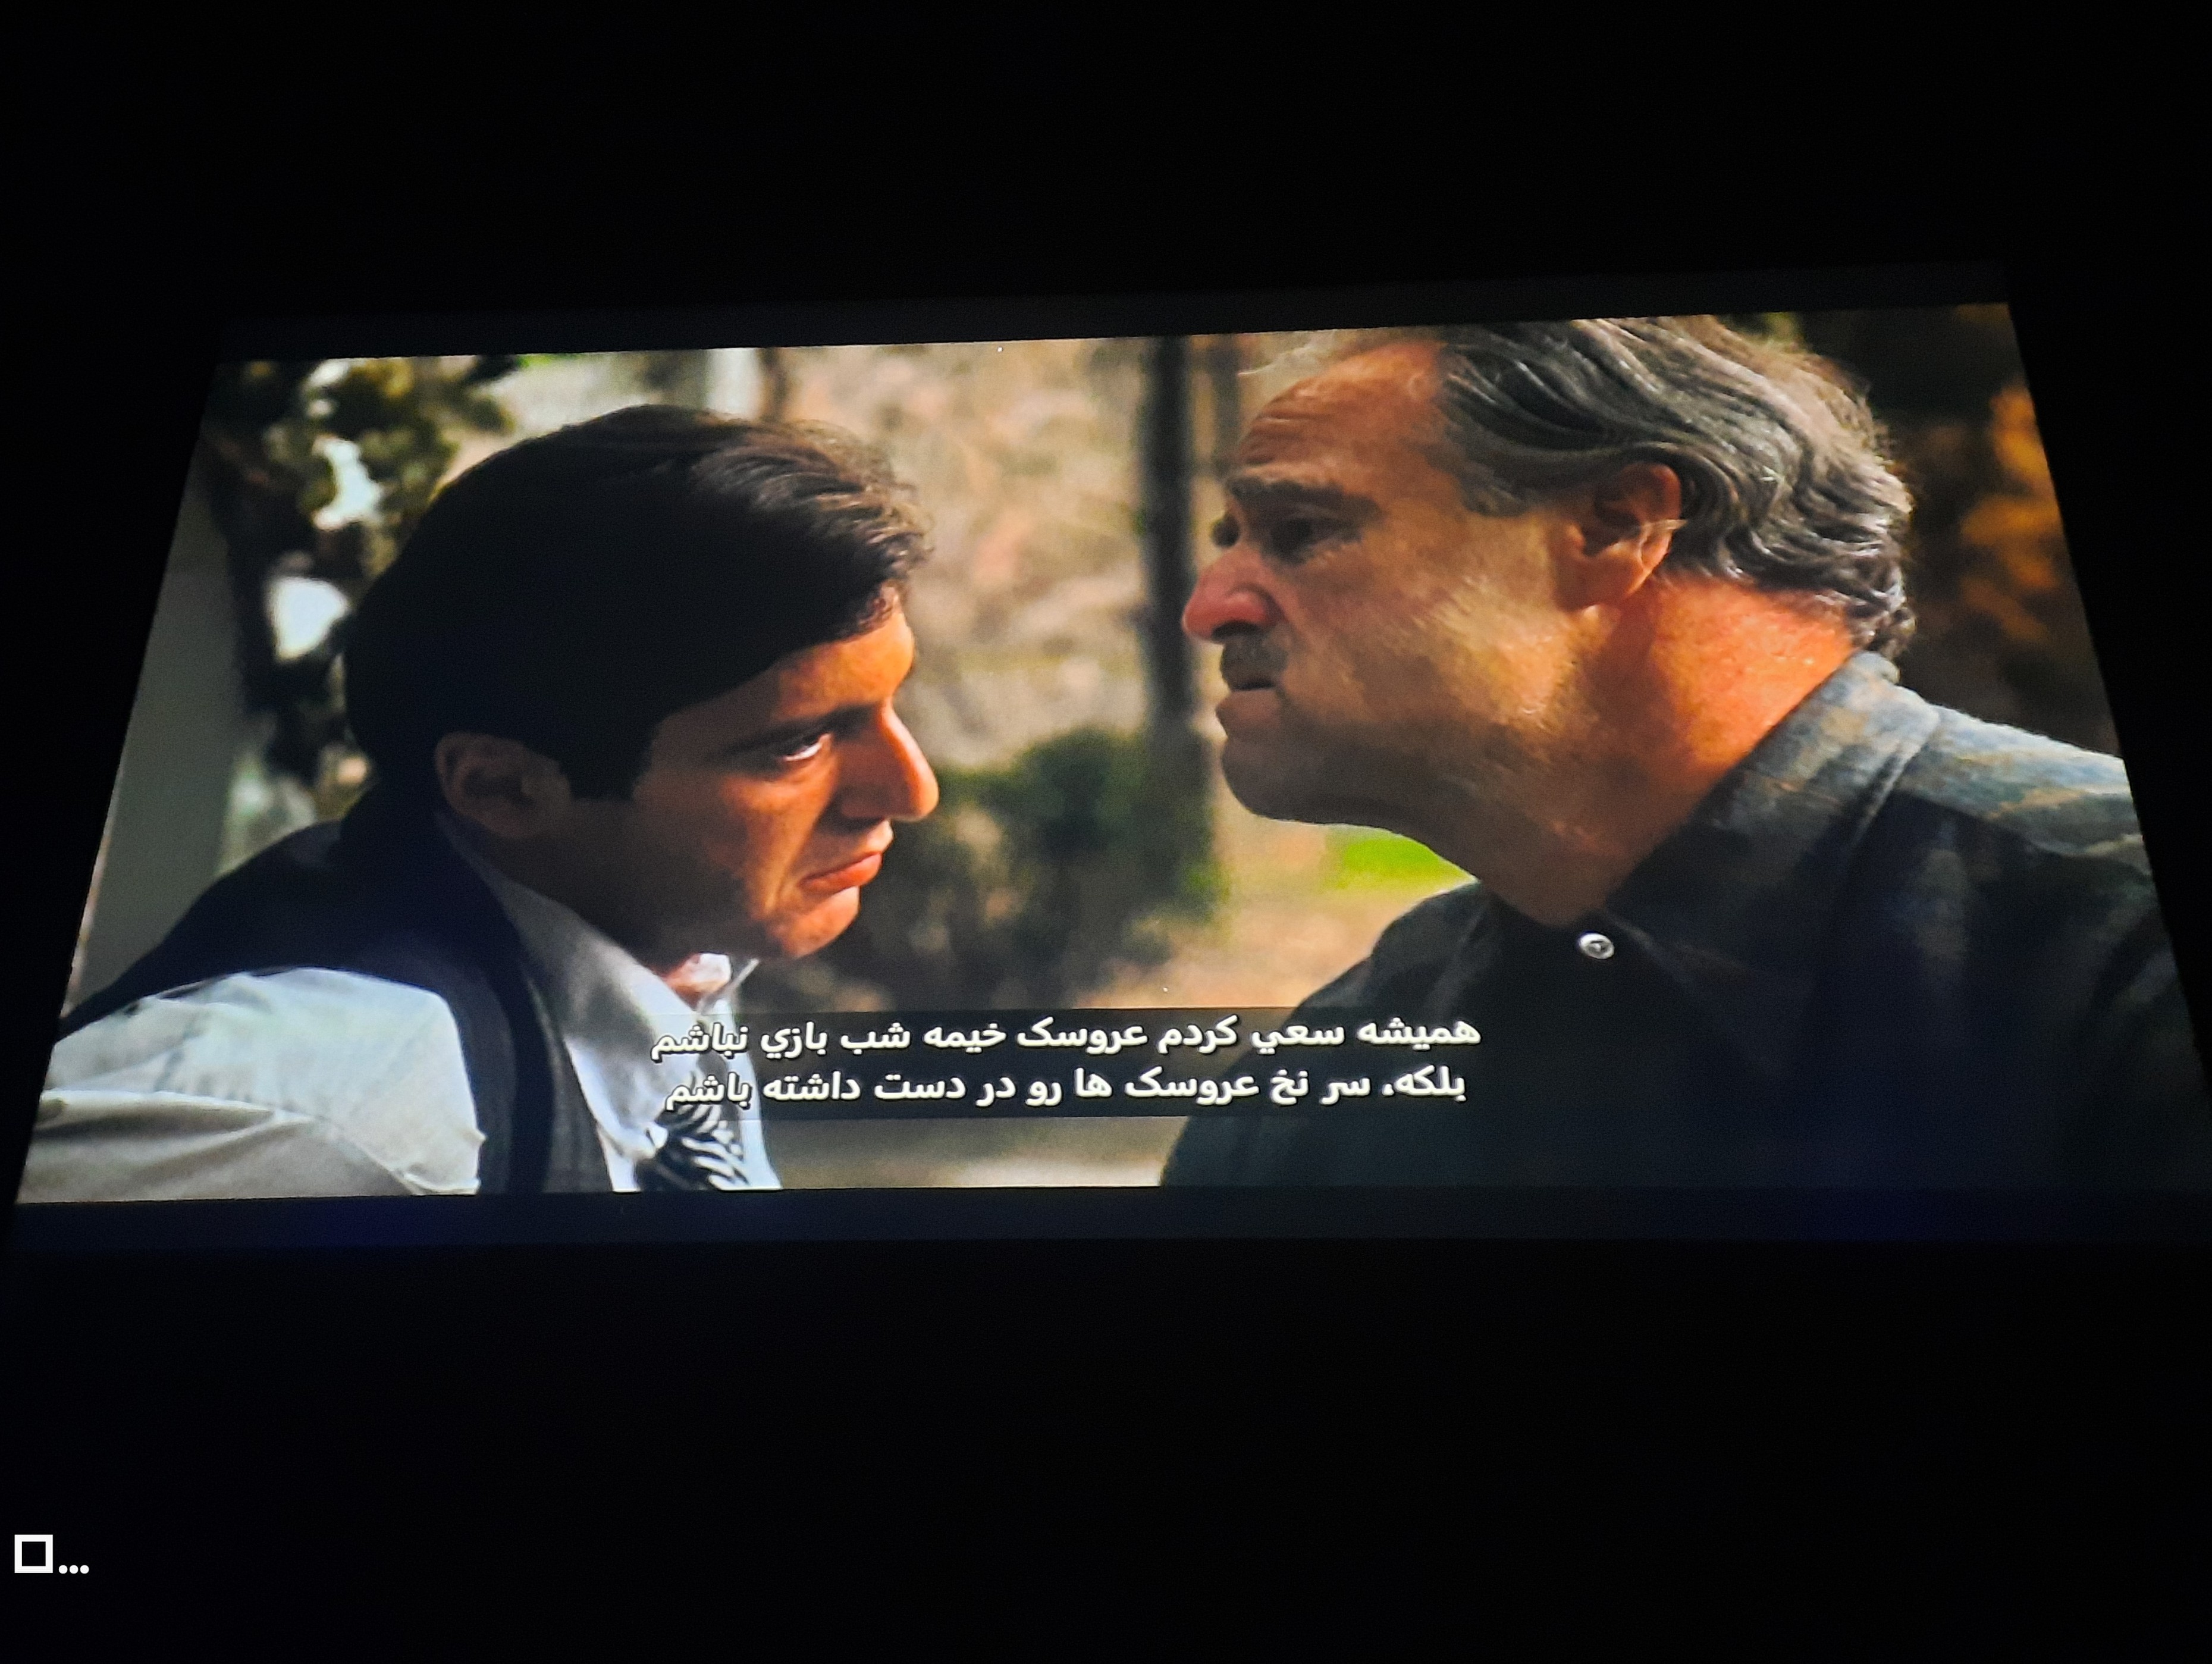 هميشه سعي کردم عروسک خيمه شب بازي نباشم
بلکه، سر نخ عروسک ها رو در دست داشته باشم
...